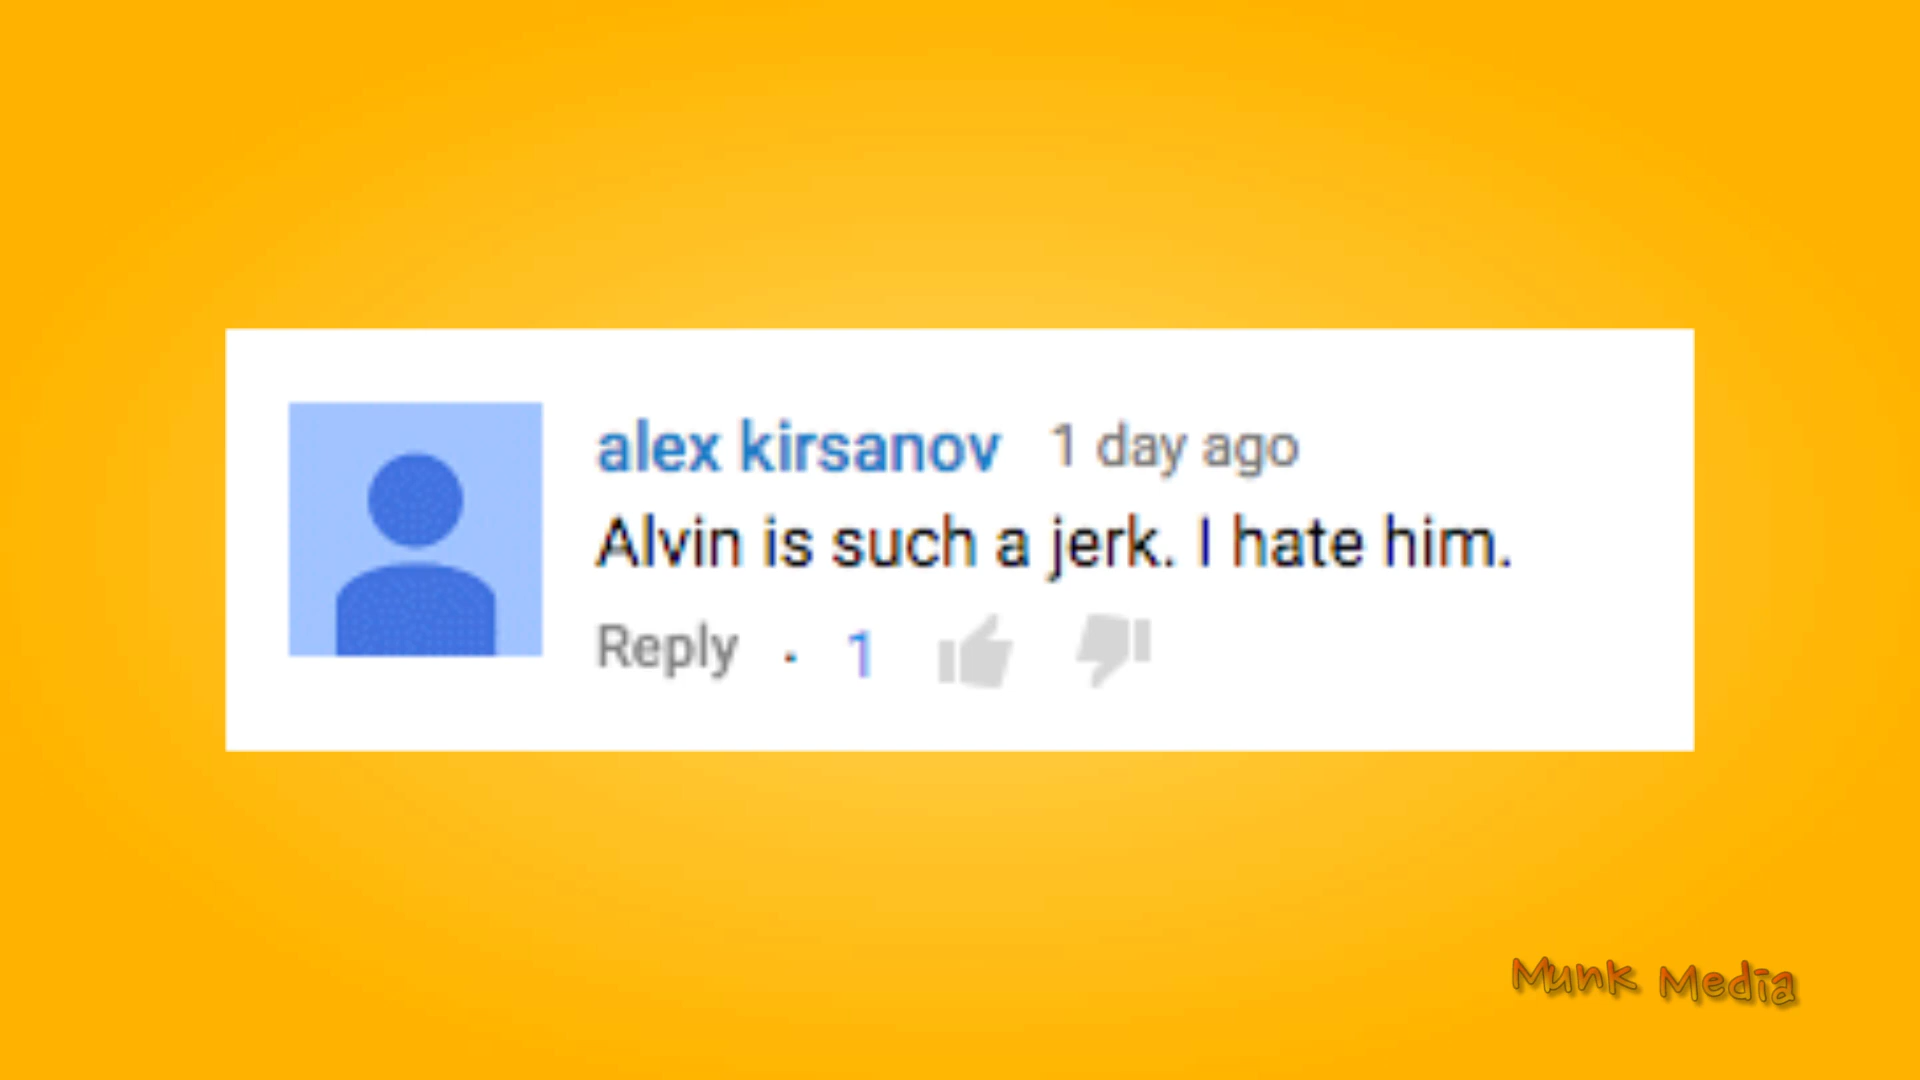 alex kirsanov 1 day ago
Alvin is such a jerk. I hate him.
Reply · 1
Munk Media